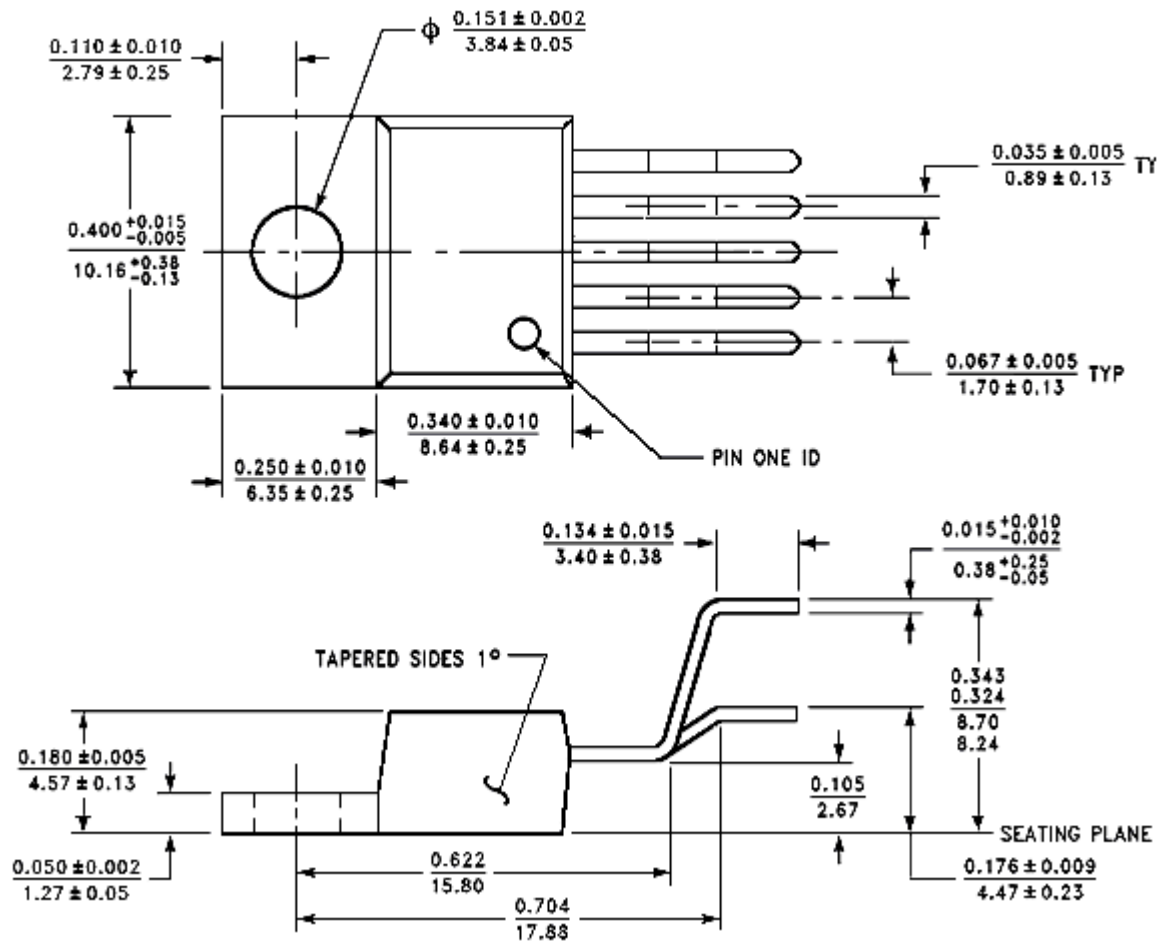 ϕ 0.151 ± 0.002
3.84 ± 0.05
0.110 ± 0.010
2.79 ± 0.25
0.035 ± 0.005 TY
0.89 ± 0.13
0.400 +0.015 -0.005
10.16 +0.38 -0.13
0.067 ± 0.005 TYP
1.70 ± 0.13
0.340 ± 0.010
8.64 ± 0.25
PIN ONE ID
0.250 ± 0.010
6.35 ± 0.25
0.134 ± 0.015
3.40 ± 0.38
0.015 +0.010 -0.002
0.38 +0.25 -0.05
TAPERED SIDES 1°
0.343
0.324
8.70
8.24
0.180 ±0.005
4.57 ± 0.13
0.105
2.67
SEATING PLANE
0.050 ±0.002
1.27 ± 0.05
0.622
15.80
0.176 ± 0.009
4.47 ± 0.23
0.704
17.88